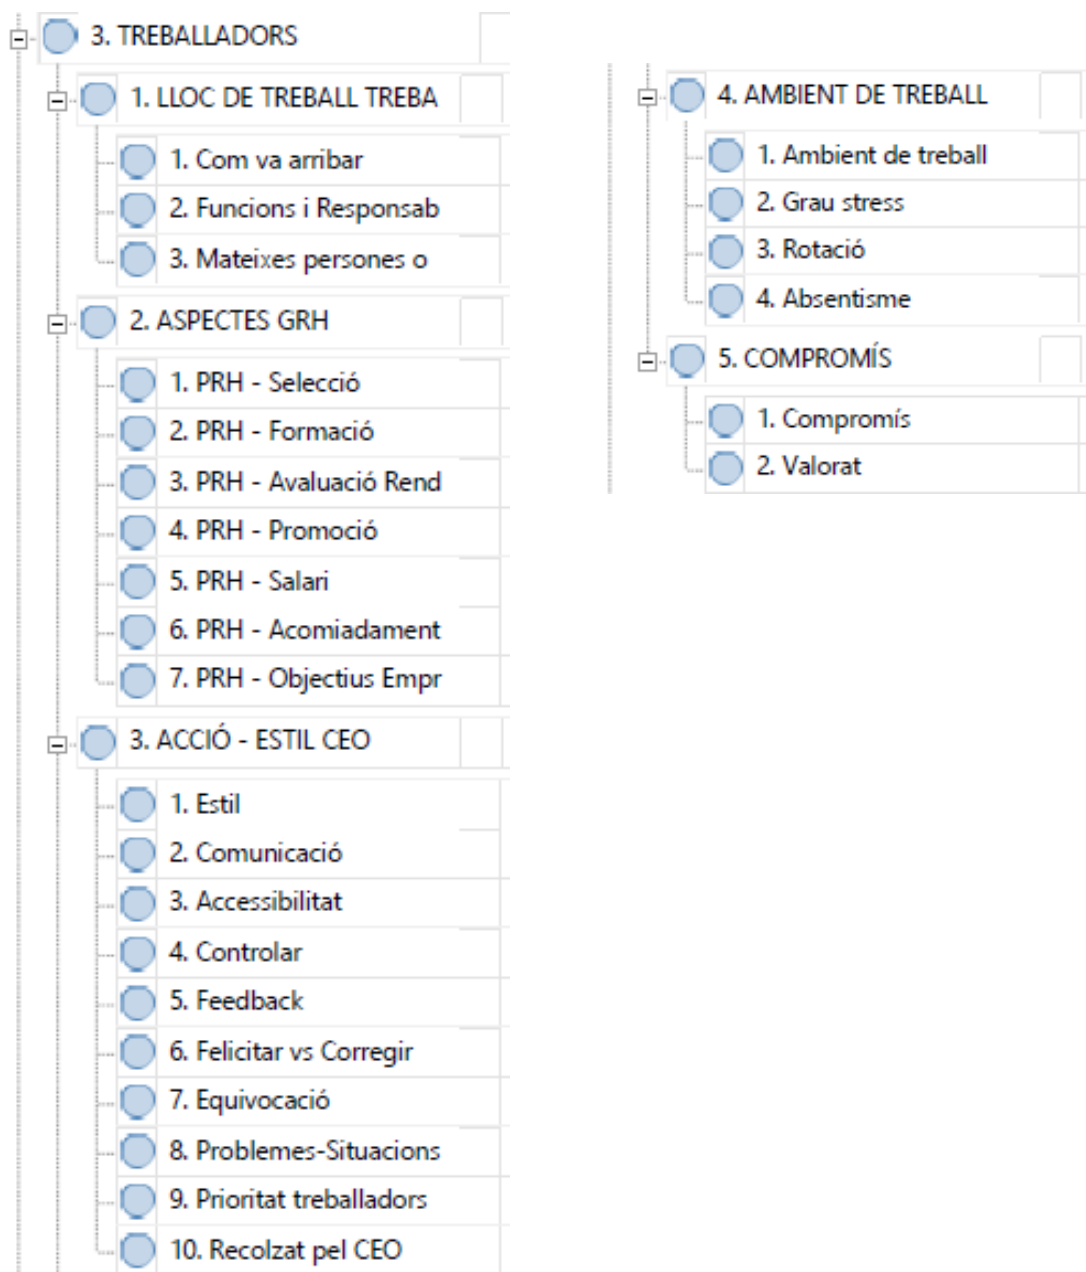 3. TREBALLADORS
1. LLOC DE TREBALL TREBA
1. Com va arribar
2. Funcions i Responsab
3. Mateixes persones o
2. ASPECTES GRH
1. PRH - Selecció
2. PRH - Formació
3. PRH - Avaluació Rend
4. PRH - Promoció
5. PRH - Salari
6. PRH - Acomiadament
7. PRH - Objectius Empr
3. ACCIÓ - ESTIL CEO
1. Estil
2. Comunicació
3. Accessibilitat
4. Controlar
5. Feedback
6. Felicitar vs Corregir
7. Equivocació
8. Problemes-Situacions
9. Prioritat treballadors
10. Recolzat pel CEO
4. AMBIENT DE TREBALL
1. Ambient de treball
2. Grau stress
3. Rotació
4. Absentisme
5. COMPROMÍS
1. Compromís
2. Valorat